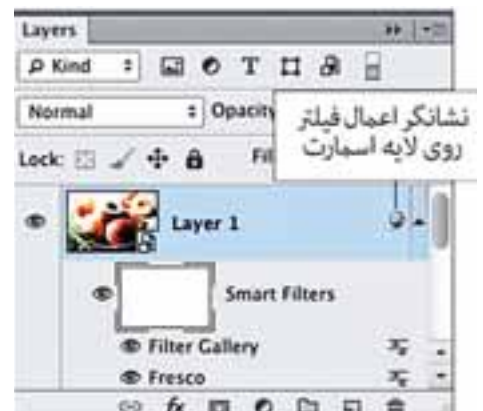 Layers
Kind
T
Normal
Opacity
نشانگر اعمال فیلتر
روی لایه اسمارت
Lock:
Fil
Layer 1
Smart Filters
Filter Gallery
Fresco
fx